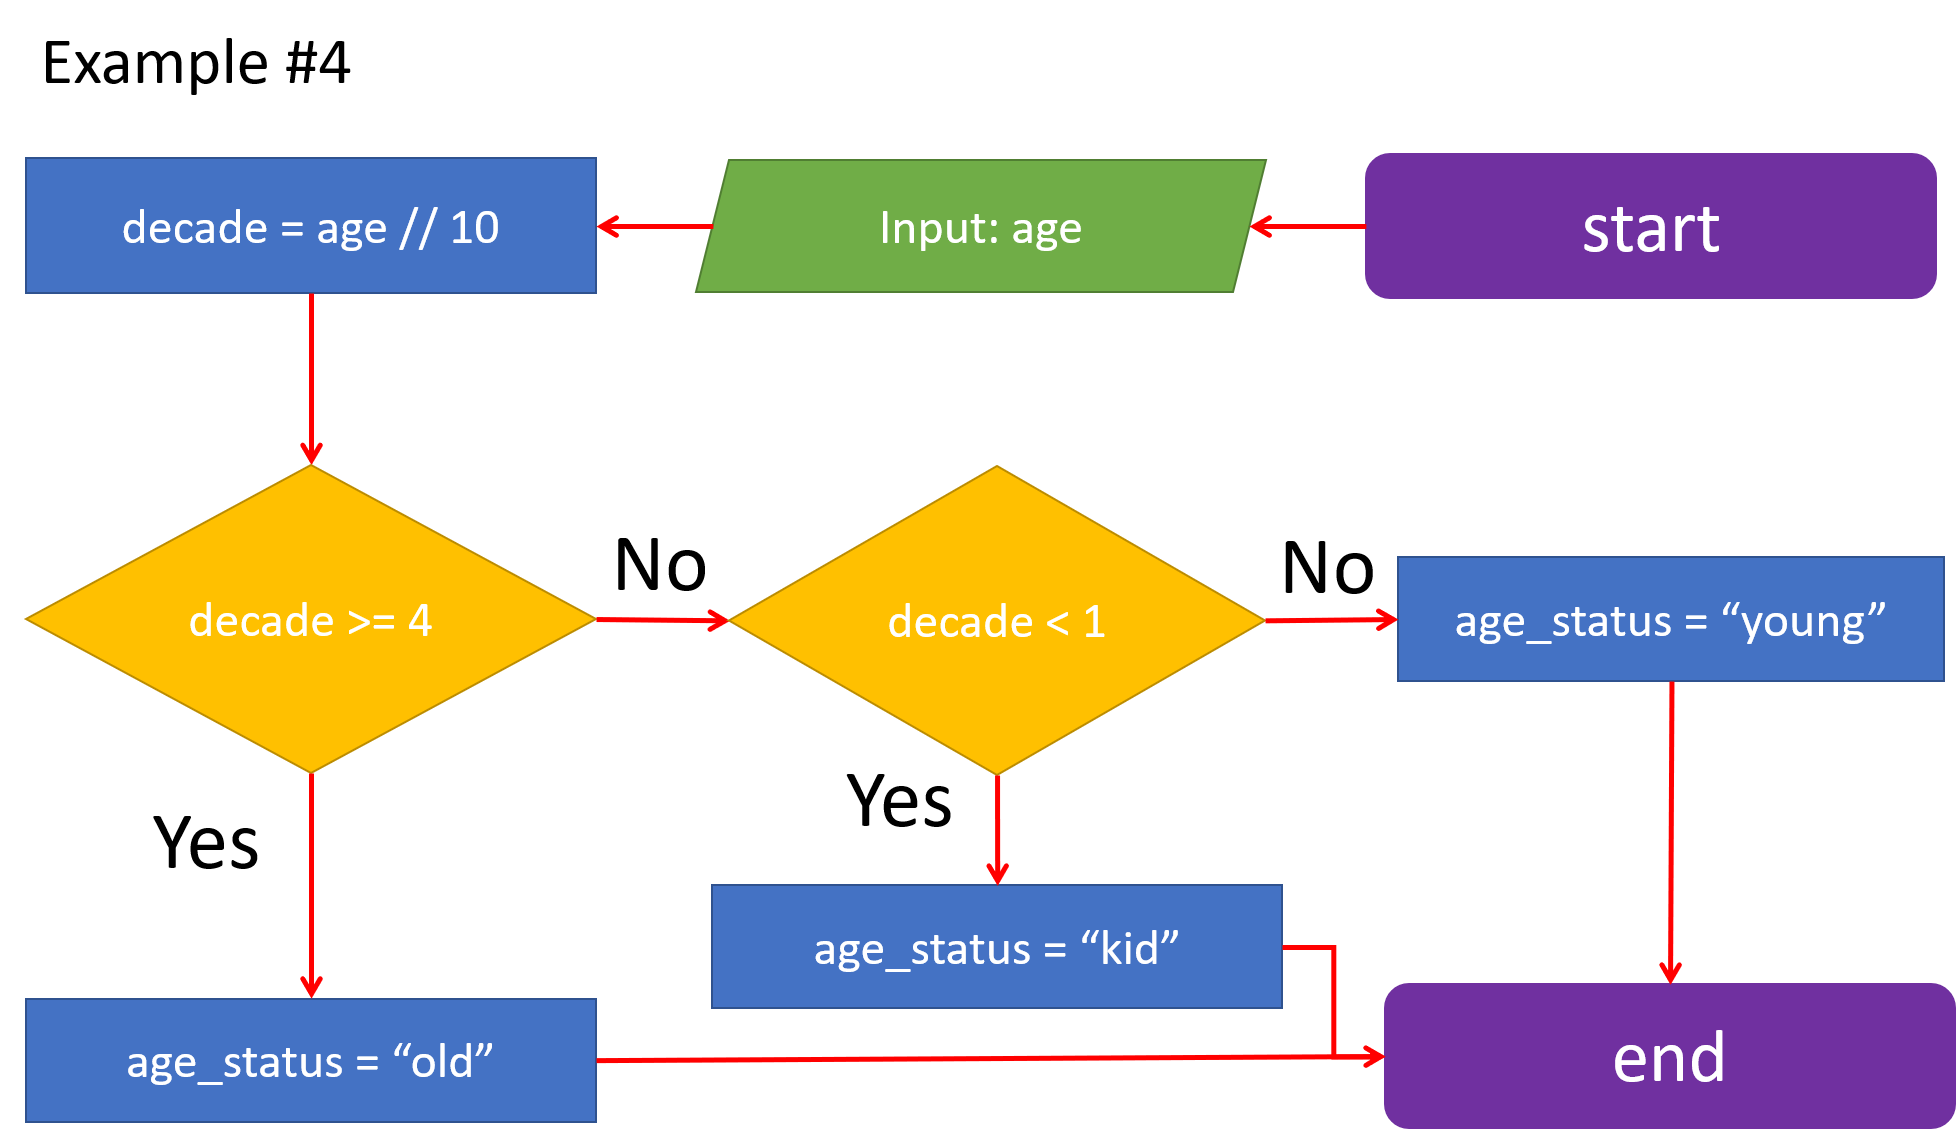 Example #4
decade = age // 10
Input: age
start
decade >= 4
No
decade < 1
No
age_status = “young”
Yes
Yes
age_status = “kid”
age_status = “old”
end